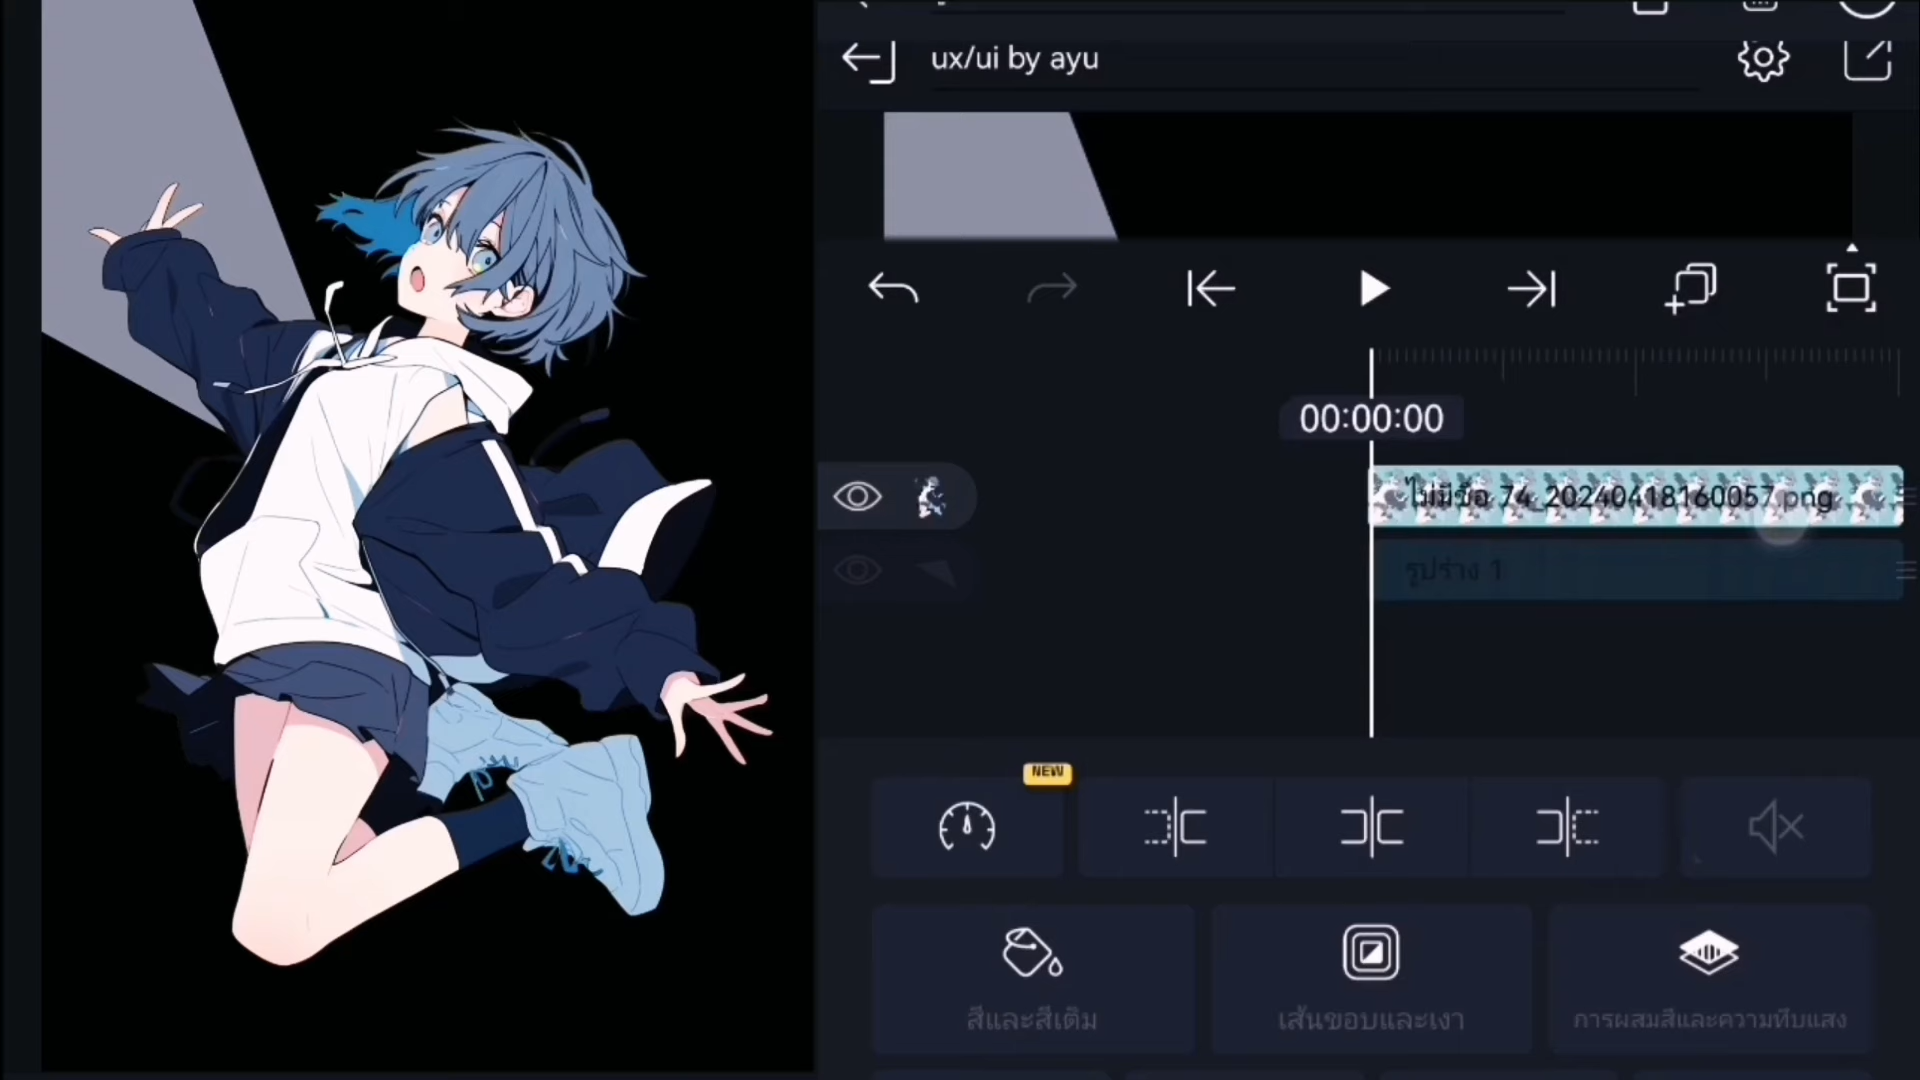 ux/ui by ayu
00:00:00
ไม่มีชื่อ 74_20240418160057.png
รูปร่าง 1
NEW
สีและสีเติม
เส้นขอบและเงา
การผสมสีและความทึบแสง